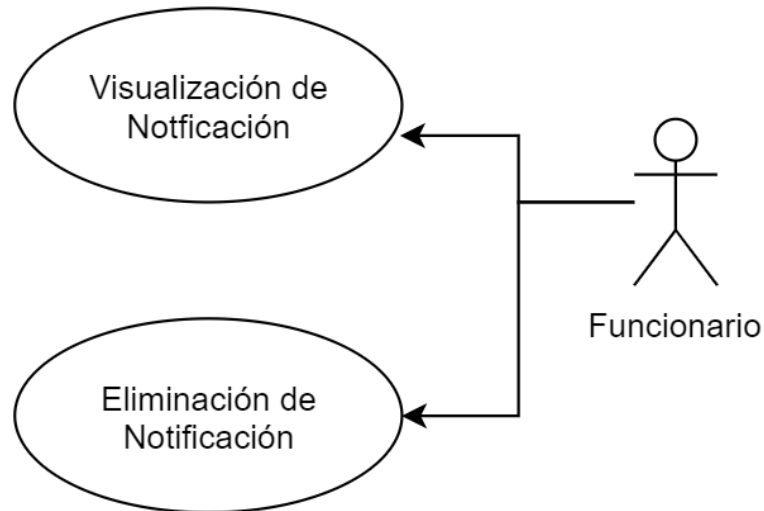 Visualización de
Notficación
Funcionario
Eliminación de
Notificación